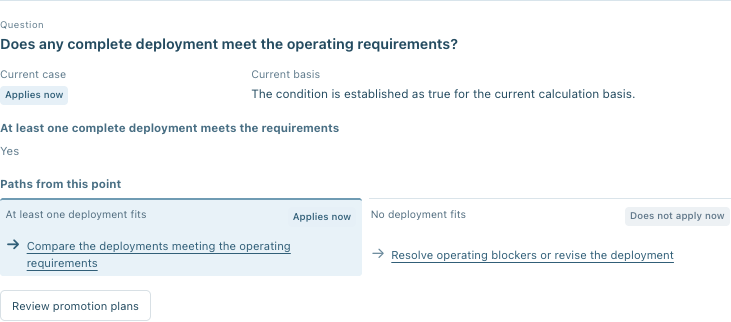 Question
Does any complete deployment meet the operating requirements?
Current case
Current basis
Applies now
The condition is established as true for the current calculation basis.
At least one complete deployment meets the requirements
Yes
Paths from this point
At least one deployment fits
Applies now
→ Compare the deployments meeting the operating
requirements
No deployment fits
Does not apply now
→ Resolve operating blockers or revise the deployment
Review promotion plans